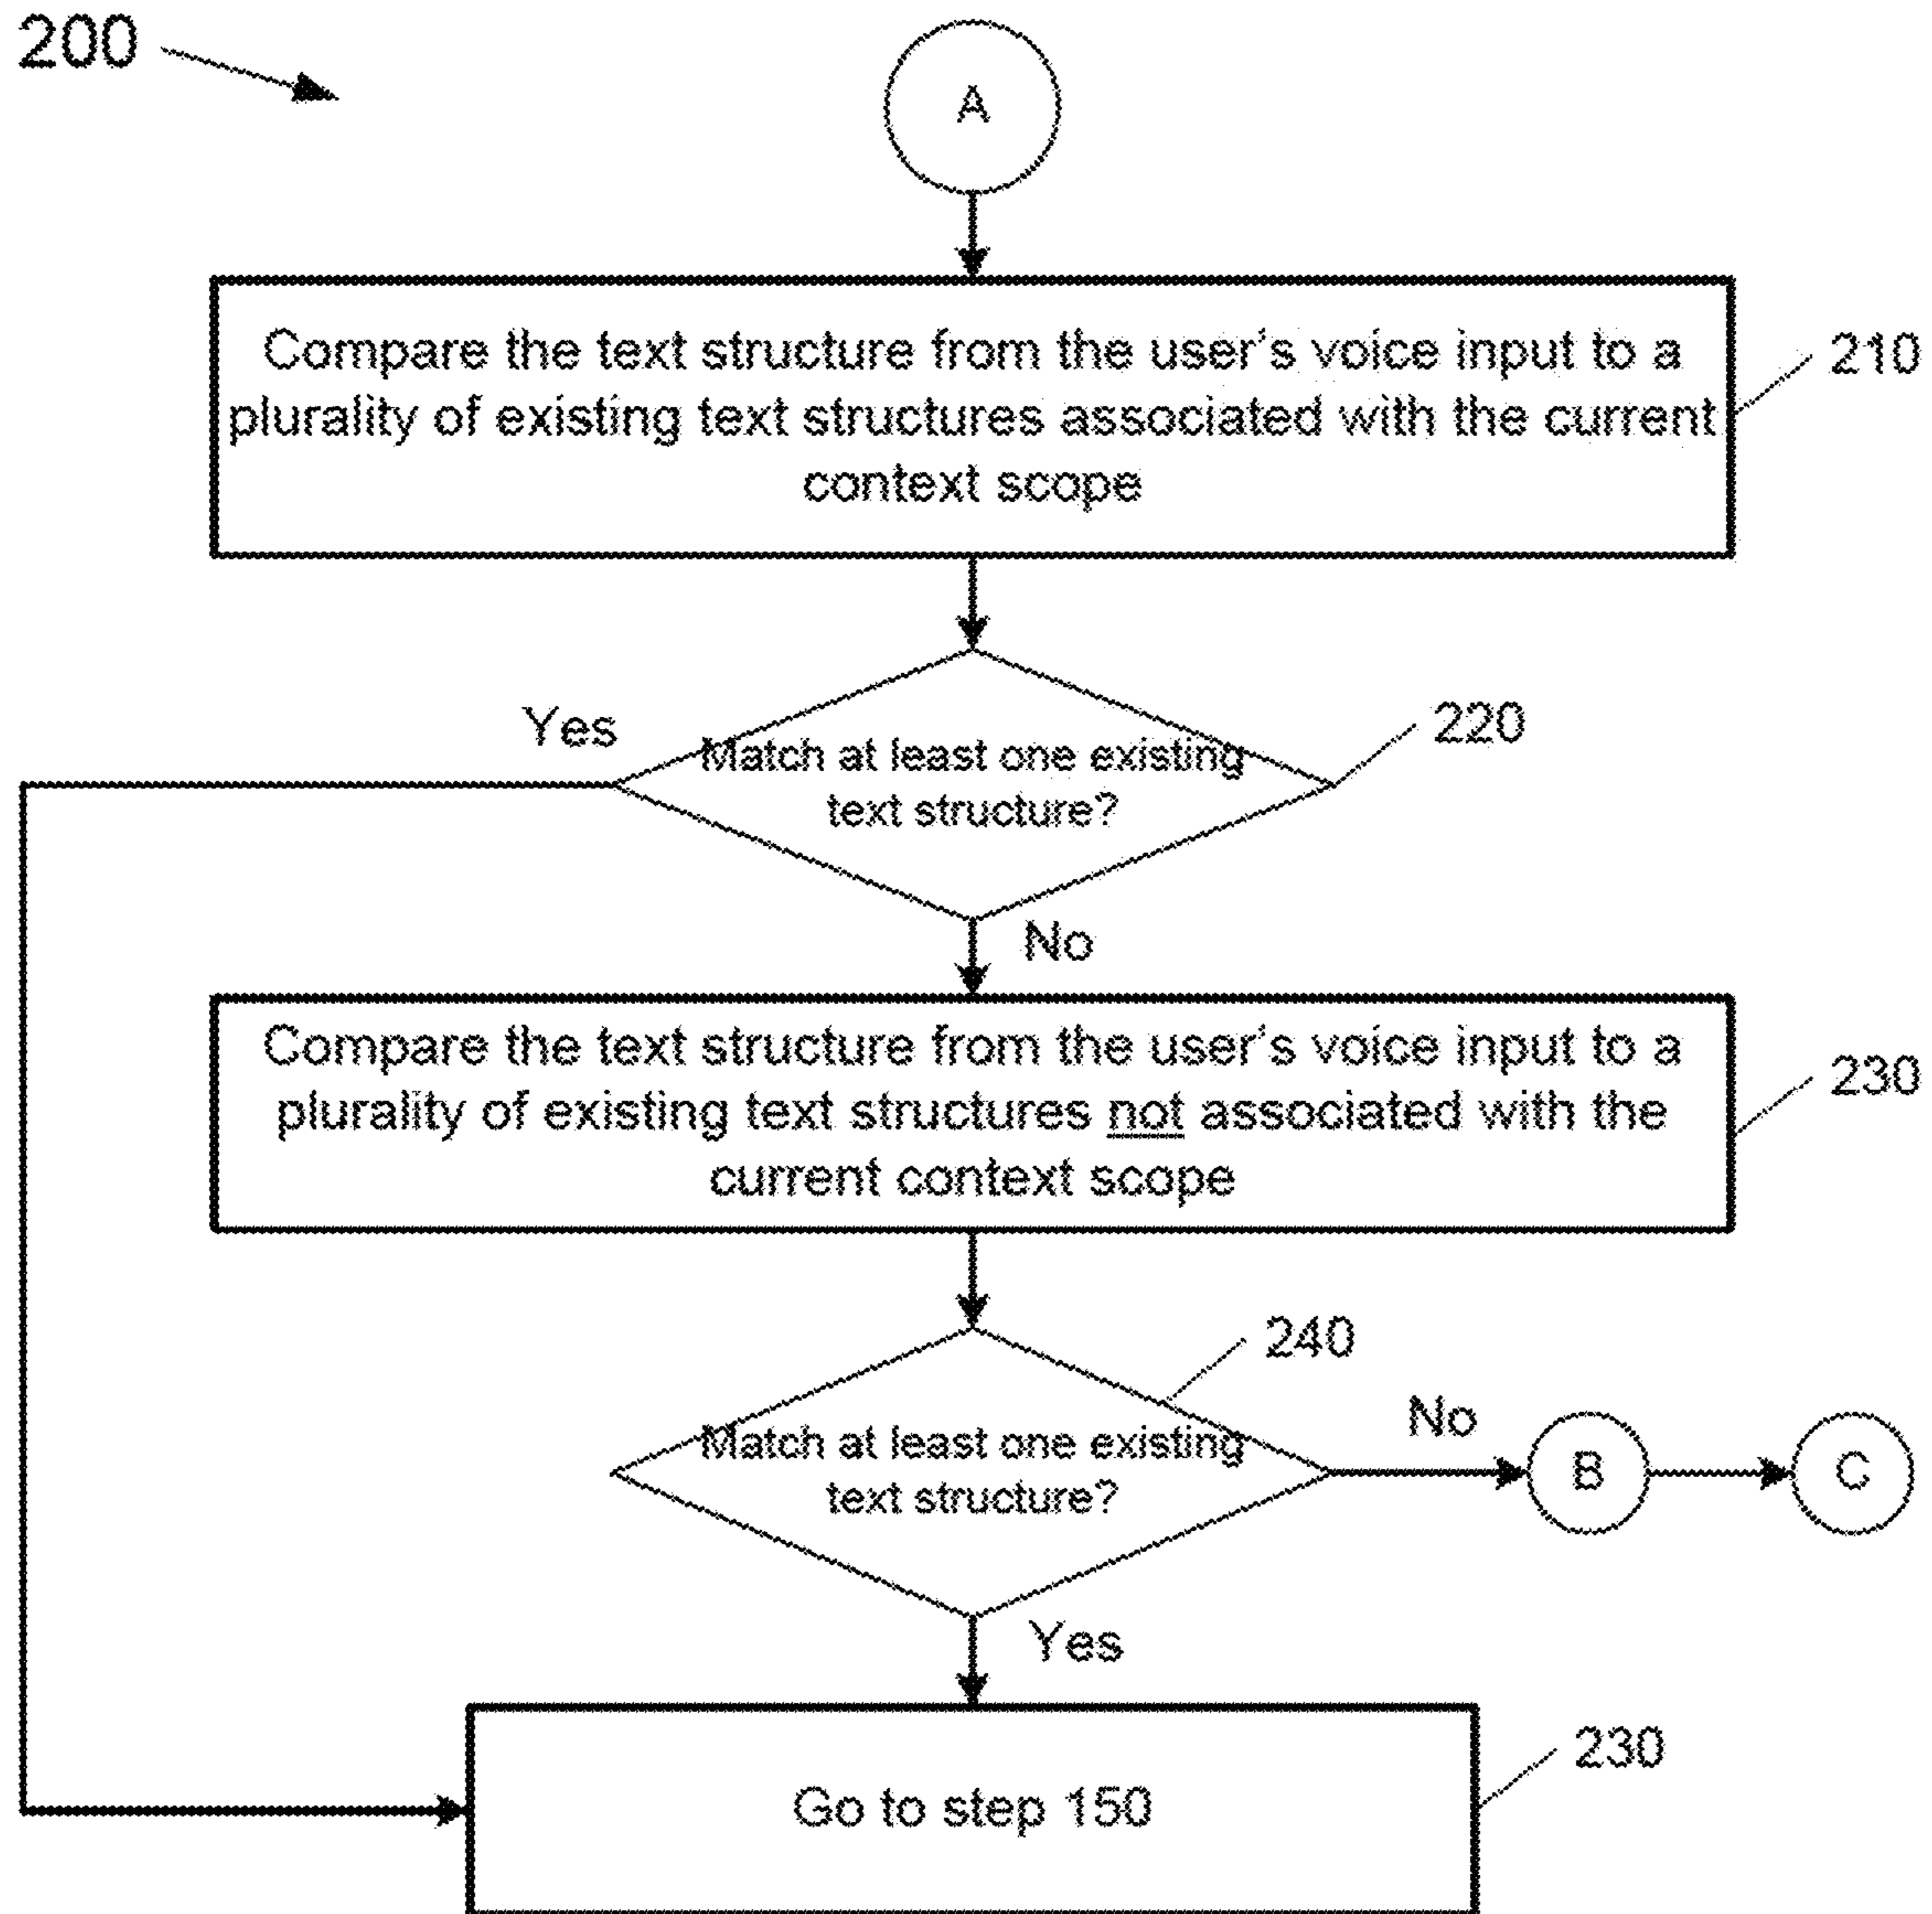 200
A
Compare the text structure from the user's voice input to a
plurality of existing text structures associated with the current
context scope
210
Yes
Match at least one existing
text structure?
220
No
Compare the text structure from the user's voice input to a
plurality of existing text structures not associated with the
current context scope
230
240
Match at least one existing
text structure?
No
B
C
Yes
Go to step 150
230